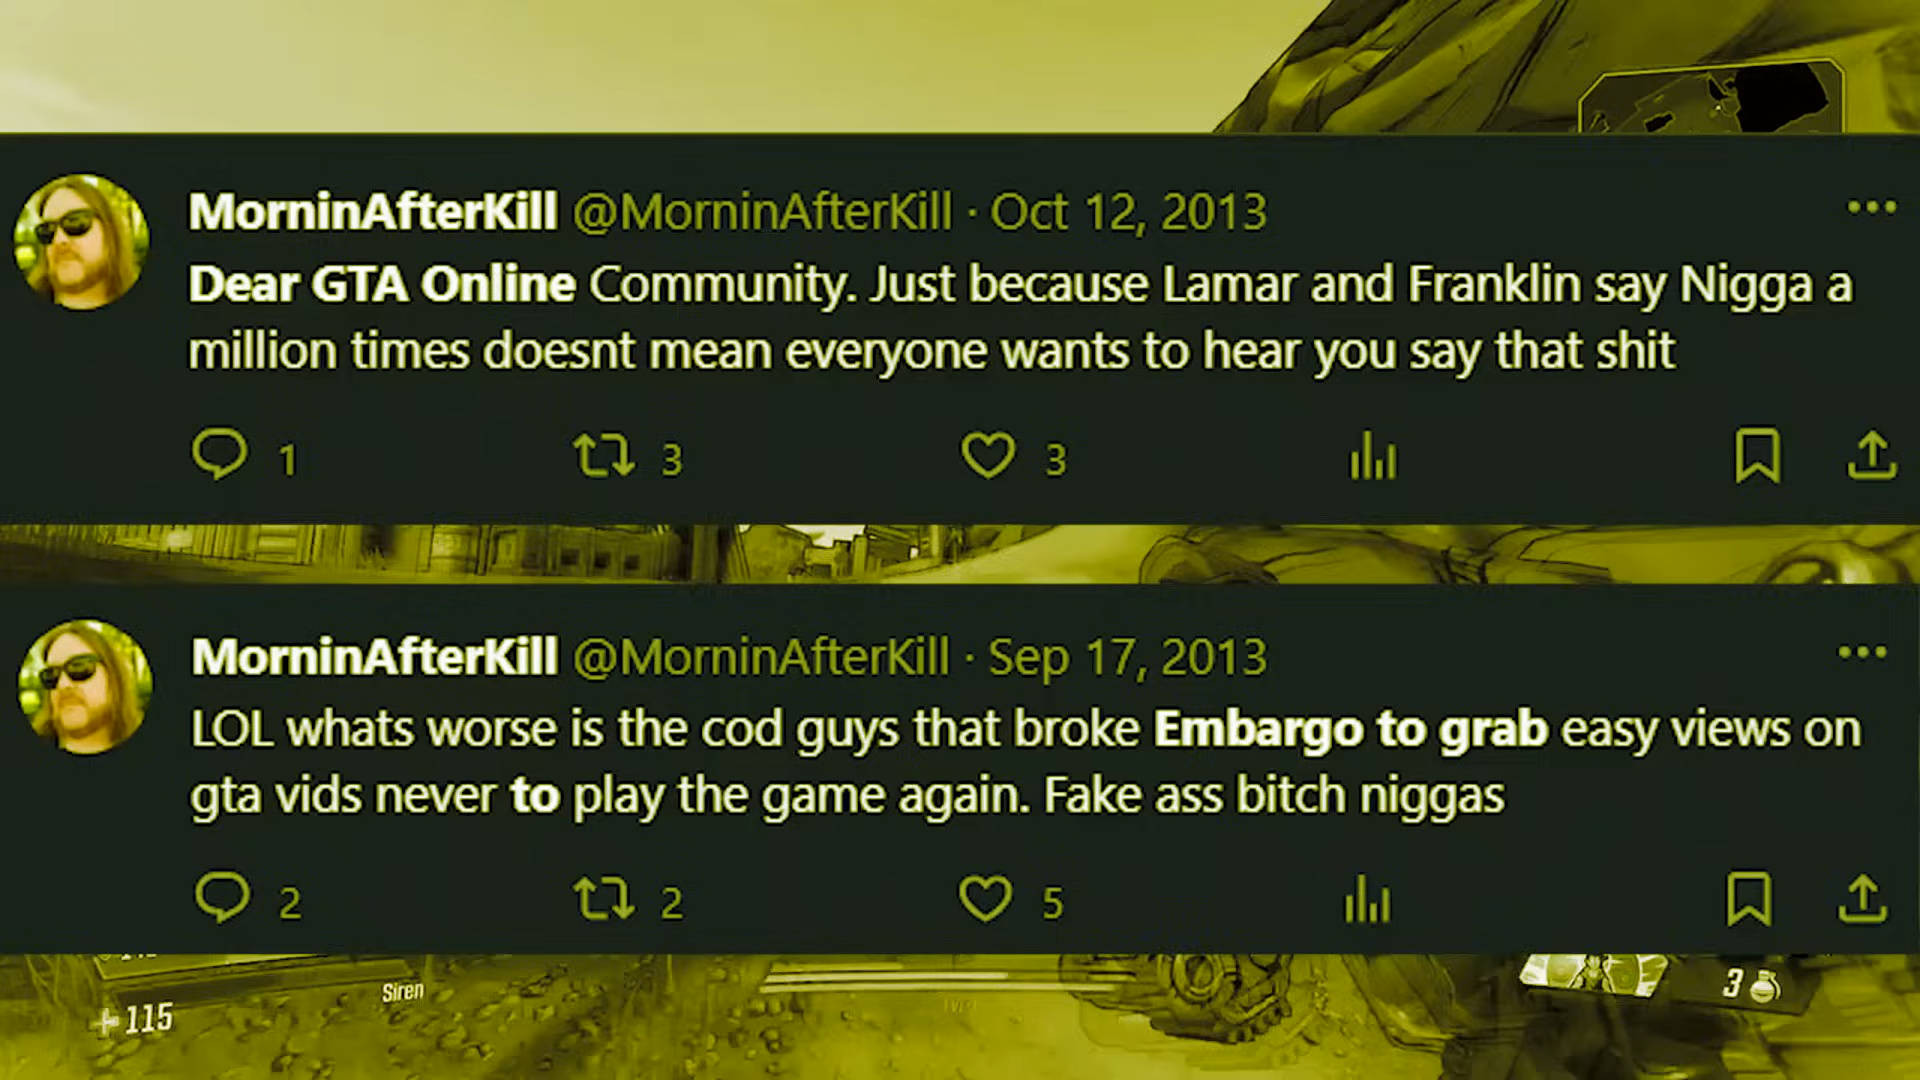 MorninAfterKill @MorninAfterKill · Oct 12, 2013
Dear GTA Online Community. Just because Lamar and Franklin say Nigga a
million times doesnt mean everyone wants to hear you say that shit
1 3 3
MorninAfterKill @MorninAfterKill · Sep 17, 2013
LOL whats worse is the cod guys that broke Embargo to grab easy views on
gta vids never to play the game again. Fake ass bitch niggas
2 2 5
Siren
+115
3